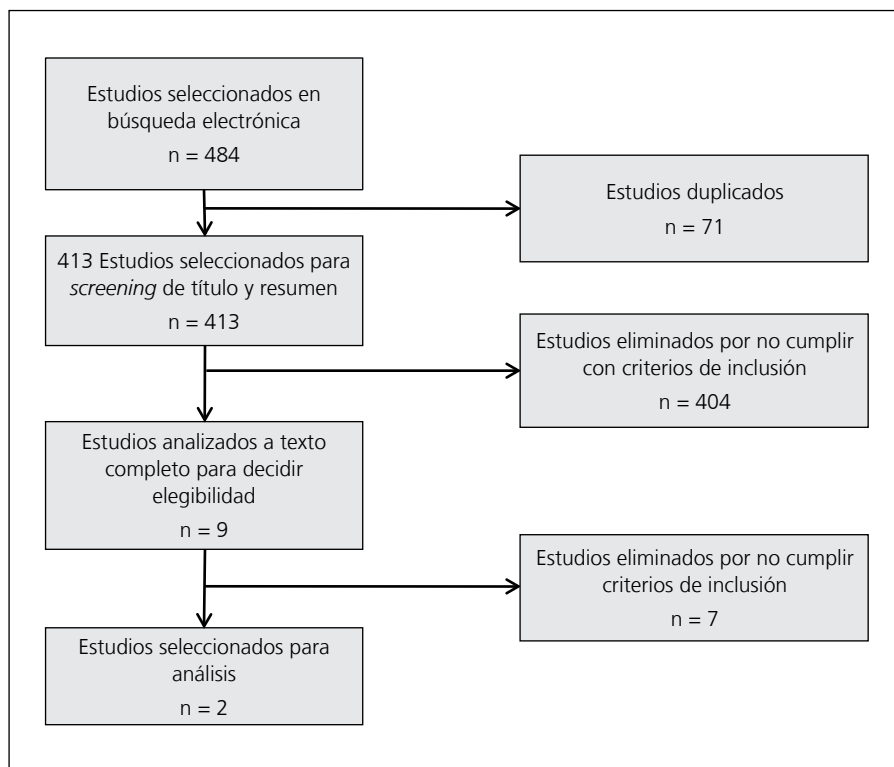 Estudios seleccionados en
búsqueda electrónica
n = 484
Estudios duplicados
n = 71
413 Estudios seleccionados para
screening de título y resumen
n = 413
Estudios eliminados por no cumplir
con criterios de inclusión
n = 404
Estudios analizados a texto
completo para decidir
elegibilidad
n = 9
Estudios eliminados por no cumplir
criterios de inclusión
n = 7
Estudios seleccionados para
análisis
n = 2